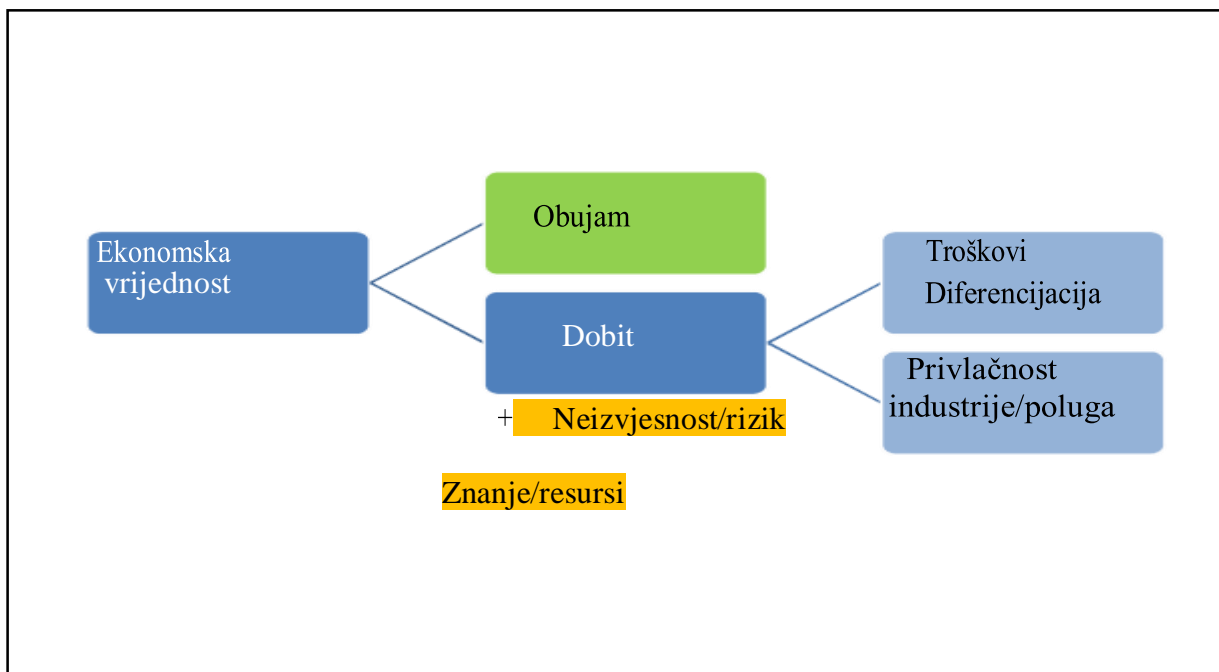 Ekonomska
vrijednost
Obujam
Dobit
+ Neizvjesnost/rizik
Znanje/resursi
Troškovi
Diferencijacija
Privlačnost
industrije/poluga